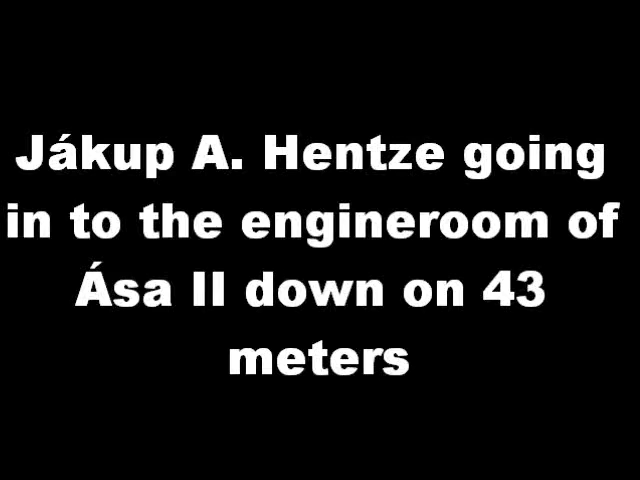 Jákup A. Hentze going
in to the engineroom of
Ása II down on 43
meters